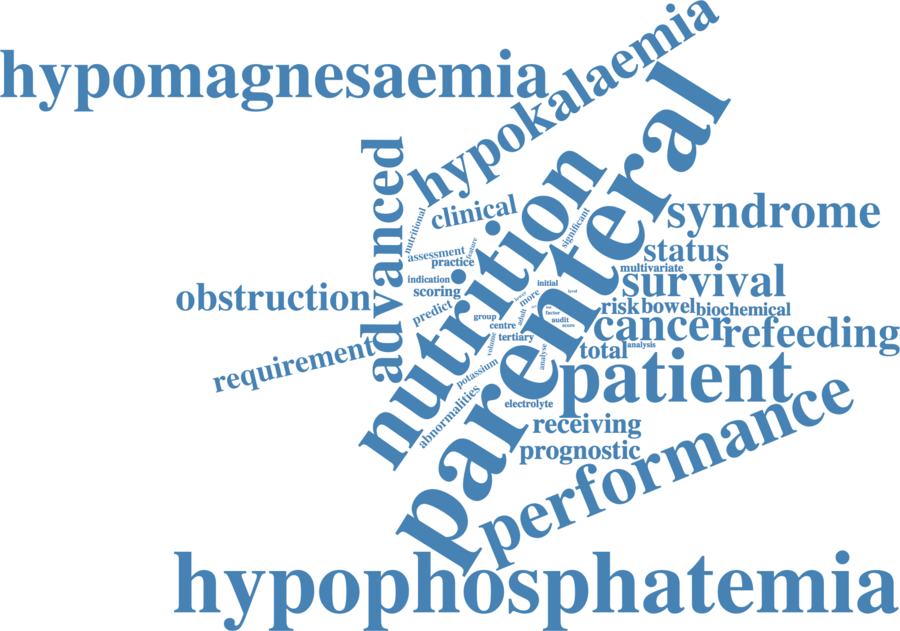 hypomagnesaemia
hypokalaemia
parenteral
nutrition
advanced
clinical
nutritional
significant
syndrome
status
assessment
feature
practice
multivariate
survival
indication
scoring
initial
level
more
obstruction
predict
risk
bowel
biochemical
group
adult
factor
audit
centre
cancer
refeeding
tertiary
volume
analyse
total
analysis
requirement
potassium
patient
abnormalities
electrolyte
receiving
prognostic
performance
hypophosphatemia